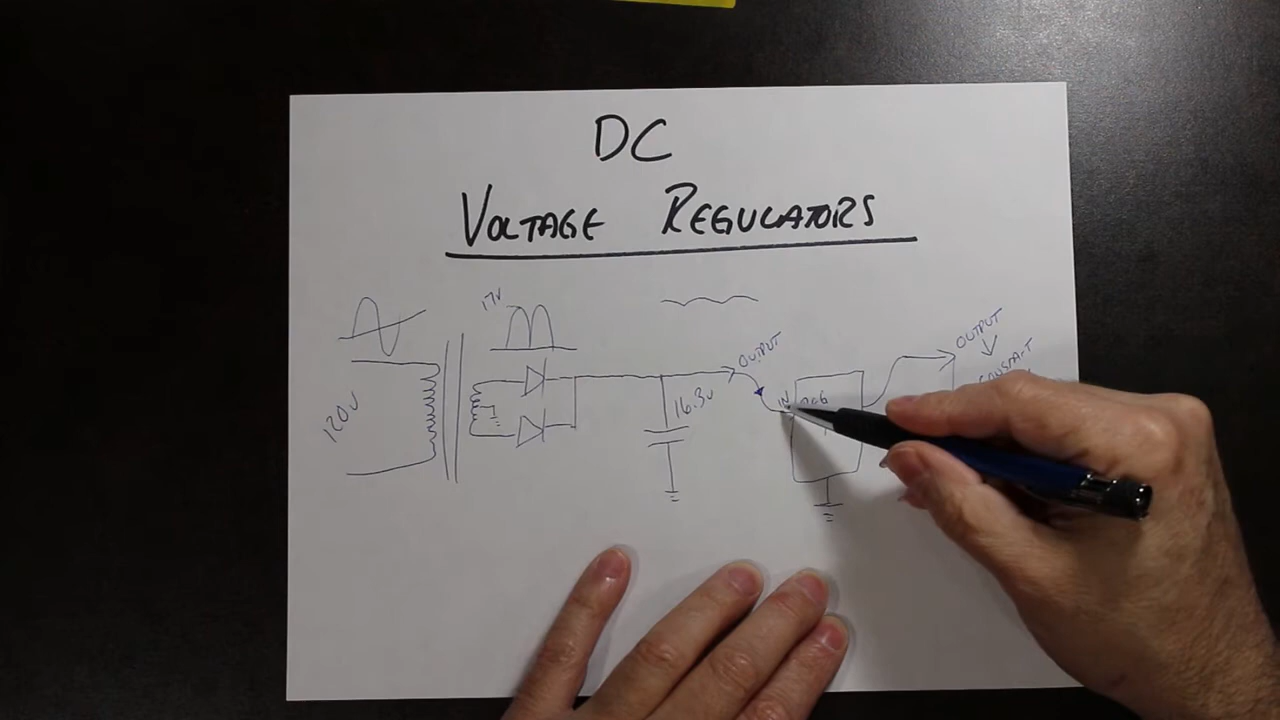 DC
VOLTAGE REGULATORS
17V
120V
16.3V
OUTPUT
IN
REG
OUTPUT